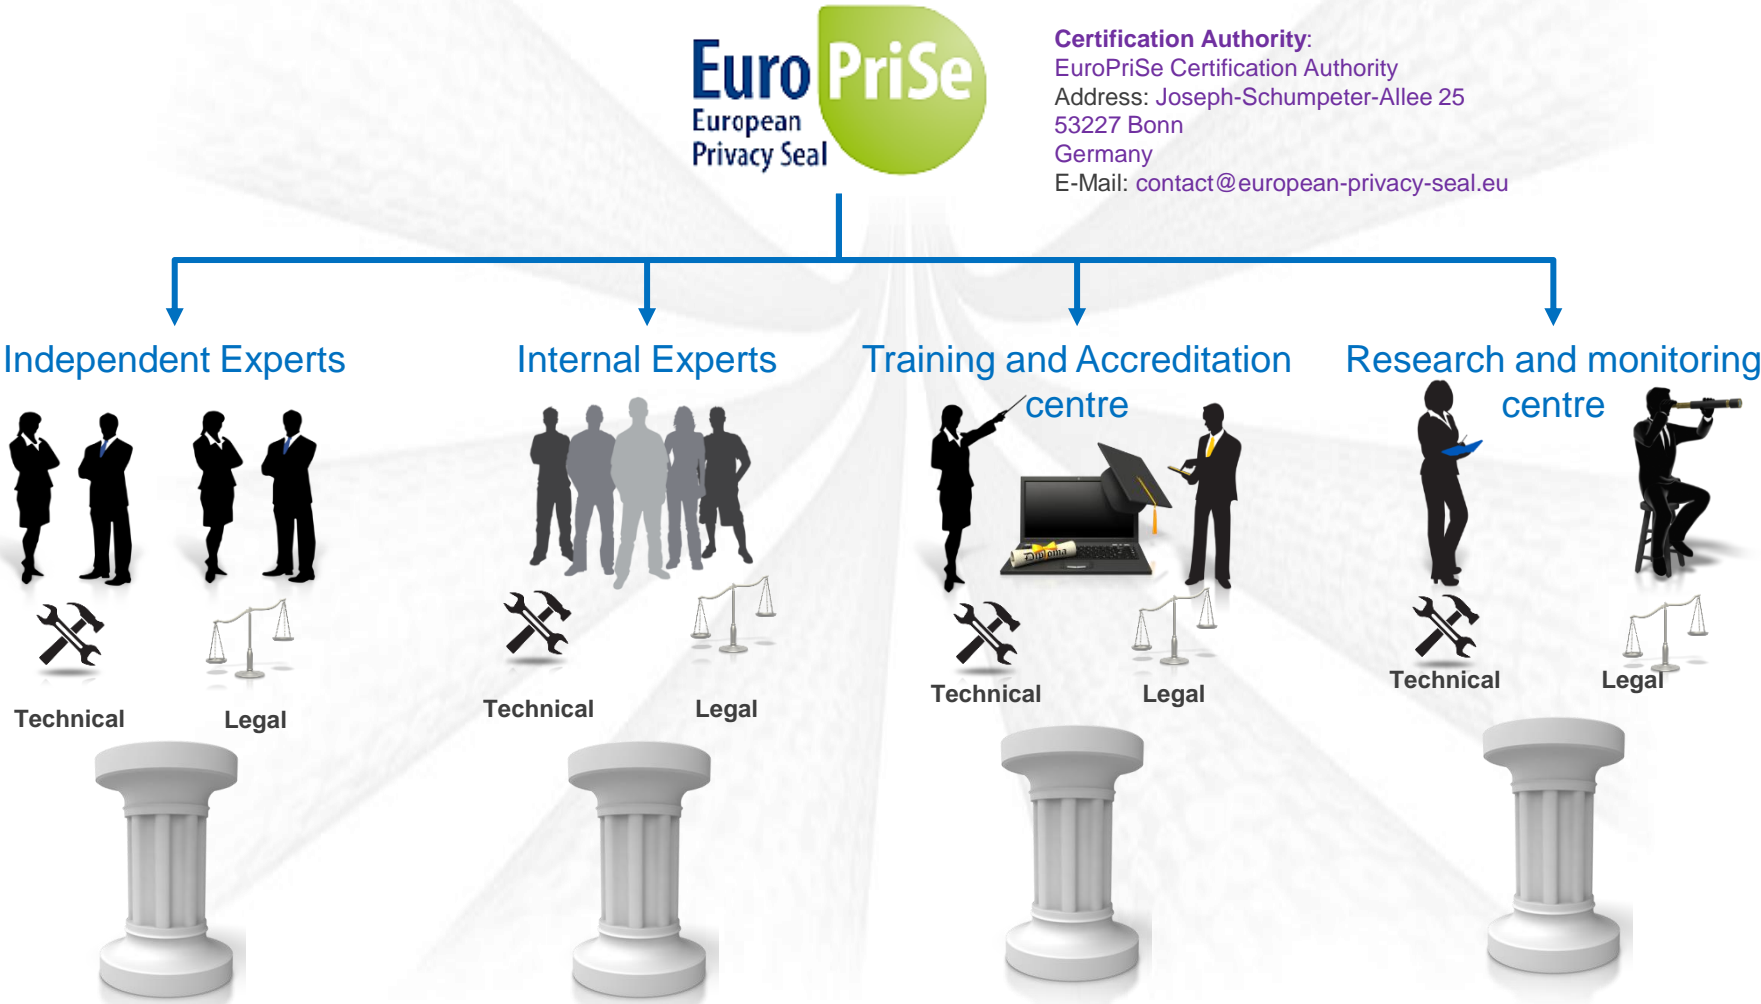 Euro PriSe
European
Privacy Seal
Certification Authority:
EuroPriSe Certification Authority
Address: Joseph-Schumpeter-Allee 25
53227 Bonn
Germany
E-Mail: contact@european-privacy-seal.eu
Independent Experts
Internal Experts
Training and Accreditation
centre
Research and monitoring
centre
Technical
Legal
Technical
Legal
Technical
Legal
Technical
Legal